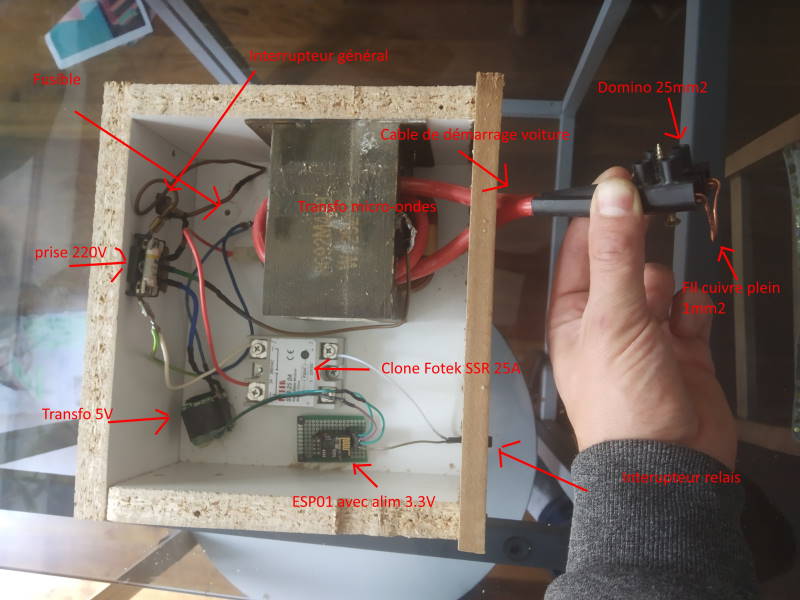 Interrupteur général
Fusible
Domino 25mm2
Cable de démarrage voiture
Transfo micro-ondes
prise 220V
Fil cuivre plein
2mm2
Clone Fotek SSR 25A
Transfo 5V
Interupteur relais
ESP01 avec alim 3.3V